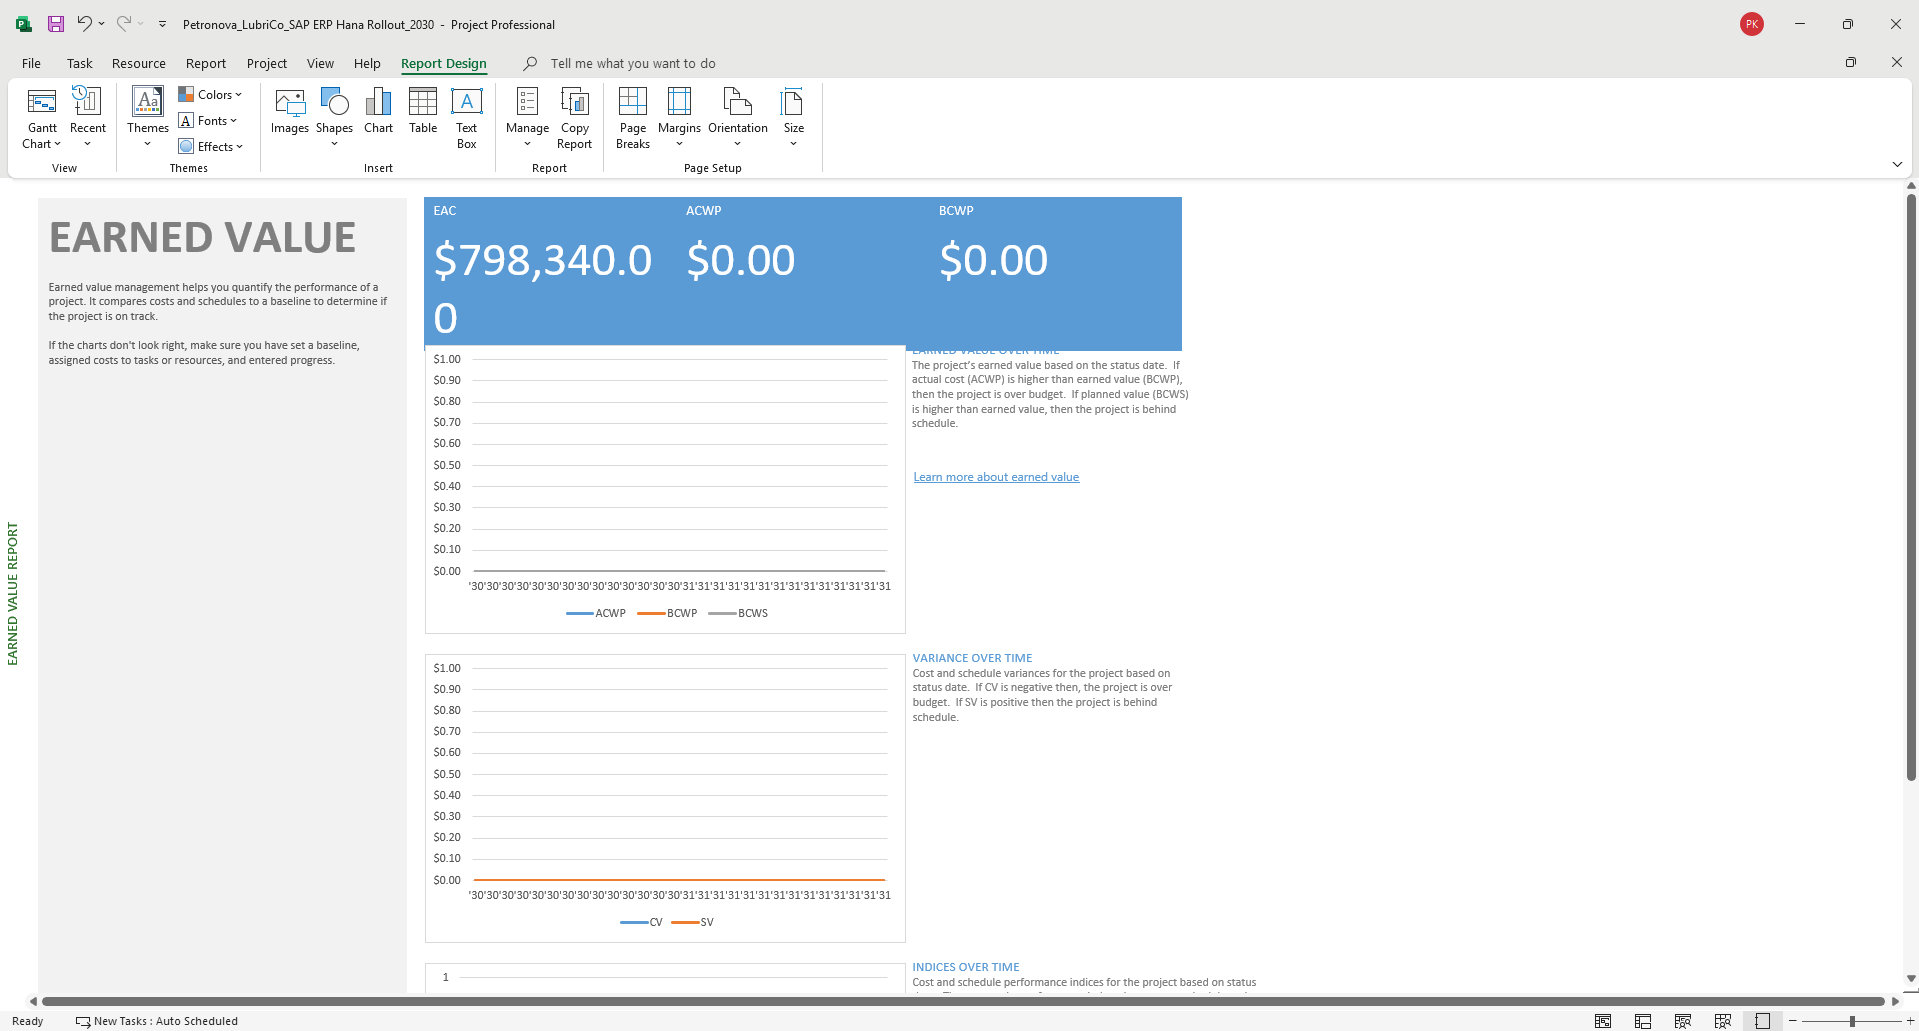 Petronova_LubriCo_SAP ERP Hana Rollout_2030 - Project Professional
PK
File Task Resource Report Project View Help Report Design Tell me what you want to do
Gantt Chart
Recent
View
Themes
Colors
Fonts
Effects
Themes
Images
Shapes
Chart
Table
Text Box
Insert
Manage
Copy Report
Report
Page Breaks
Margins
Orientation
Size
Page Setup
EARNED VALUE REPORT
EARNED VALUE
Earned value management helps you quantify the performance of a
project. It compares costs and schedules to a baseline to determine if
the project is on track.
If the charts don't look right, make sure you have set a baseline,
assigned costs to tasks or resources, and entered progress.
EAC ACWP BCWP
$798,340.0 $0.00 $0.00
0
$1.00
$0.90
$0.80
$0.70
$0.60
$0.50
$0.40
$0.30
$0.20
$0.10
$0.00
'30'30'30'30'30'30'30'30'30'30'30'30'30'30'31'31'31'31'31'31'31'31'31'31'31'31'31'31
ACWP BCWP BCWS
EARNED VALUE OVER TIME
The project's earned value based on the status date. If
actual cost (ACWP) is higher than earned value (BCWP),
then the project is over budget. If planned value (BCWS)
is higher than earned value, then the project is behind
schedule.
Learn more about earned value
$1.00
$0.90
$0.80
$0.70
$0.60
$0.50
$0.40
$0.30
$0.20
$0.10
$0.00
'30'30'30'30'30'30'30'30'30'30'30'30'30'30'31'31'31'31'31'31'31'31'31'31'31'31'31'31
CV SV
VARIANCE OVER TIME
Cost and schedule variances for the project based on
status date. If CV is negative then, the project is over
budget. If SV is positive then the project is behind
schedule.
1
INDICES OVER TIME
Cost and schedule performance indices for the project based on status
Ready New Tasks : Auto Scheduled